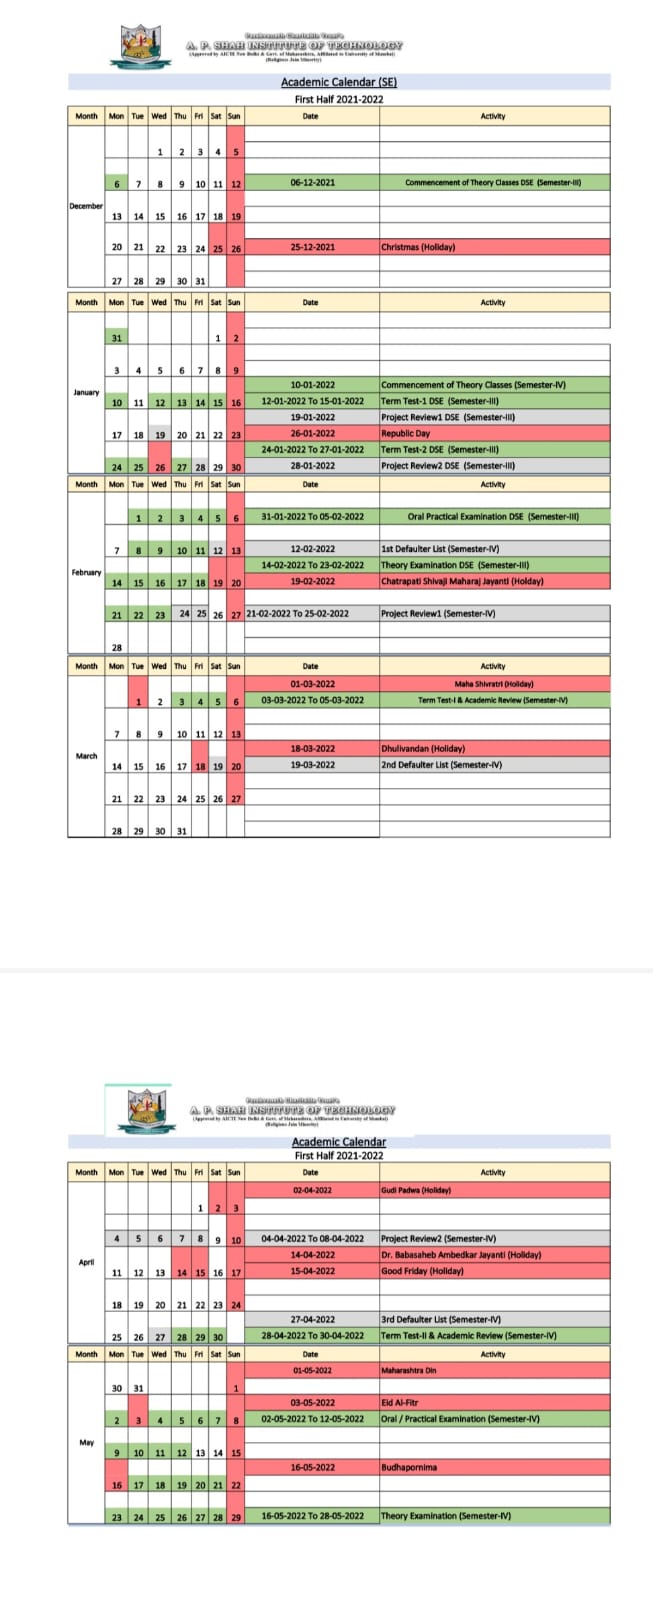 Parshvanath Charitable Trust's
A. P. SHAH INSTITUTE OF TECHNOLOGY
(Approved by AICTE New Delhi & Govt. of Maharashtra, Affiliated to University of Mumbai)
(Religious Jain Minority)
Academic Calendar (SE)
First Half 2021-2022
Month Mon Tue Wed Thu Fri Sat Sun Date Activity
1 2 3 4 5
6 7 8 9 10 11 12 06-12-2021 Commencement of Theory Classes DSE (Semester-III)
December
13 14 15 16 17 18 19
20 21 22 23 24 25 26 25-12-2021 Christmas (Holiday)
27 28 29 30 31
Month Mon Tue Wed Thu Fri Sat Sun Date Activity
31 1 2
3 4 5 6 7 8 9
10-01-2022 Commencement of Theory Classes (Semester-IV)
January
10 11 12 13 14 15 16 12-01-2022 To 15-01-2022 Term Test-1 DSE (Semester-III)
19-01-2022 Project Review1 DSE (Semester-III)
17 18 19 20 21 22 23 26-01-2022 Republic Day
24-01-2022 To 27-01-2022 Term Test-2 DSE (Semester-III)
24 25 26 27 28 29 30 28-01-2022 Project Review2 DSE (Semester-III)
Month Mon Tue Wed Thu Fri Sat Sun Date Activity
1 2 3 4 5 6 31-01-2022 To 05-02-2022 Oral Practical Examination DSE (Semester-III)
7 8 9 10 11 12 13 12-02-2022 1st Defaulter List (Semester-IV)
14-02-2022 To 23-02-2022 Theory Examination DSE (Semester-III)
February
14 15 16 17 18 19 20 19-02-2022 Chatrapati Shivaji Maharaj Jayanti (Holday)
21 22 23 24 25 26 27 21-02-2022 To 25-02-2022 Project Review1 (Semester-IV)
28
Month Mon Tue Wed Thu Fri Sat Sun Date Activity
01-03-2022 Maha Shivratri (Holiday)
1 2 3 4 5 6 03-03-2022 To 05-03-2022 Term Test-I & Academic Review (Semester-IV)
7 8 9 10 11 12 13
18-03-2022 Dhulivandan (Holiday)
March
14 15 16 17 18 19 20 19-03-2022 2nd Defaulter List (Semester-IV)
21 22 23 24 25 26 27
28 29 30 31
Parshvanath Charitable Trust's
A. P. SHAH INSTITUTE OF TECHNOLOGY
(Approved by AICTE New Delhi & Govt. of Maharashtra, Affiliated to University of Mumbai)
(Religious Jain Minority)
Academic Calendar
First Half 2021-2022
Month Mon Tue Wed Thu Fri Sat Sun Date Activity
02-04-2022 Gudi Padwa (Holiday)
1 2 3
4 5 6 7 8 9 10 04-04-2022 To 08-04-2022 Project Review2 (Semester-IV)
14-04-2022 Dr. Babasaheb Ambedkar Jayanti (Holiday)
April
11 12 13 14 15 16 17 15-04-2022 Good Friday (Holiday)
18 19 20 21 22 23 24
27-04-2022 3rd Defaulter List (Semester-IV)
25 26 27 28 29 30 28-04-2022 To 30-04-2022 Term Test-II & Academic Review (Semester-IV)
Month Mon Tue Wed Thu Fri Sat Sun Date Activity
01-05-2022 Maharashtra Din
30 31 1
03-05-2022 Eid Al-Fitr
2 3 4 5 6 7 8 02-05-2022 To 12-05-2022 Oral / Practical Examination (Semester-IV)
May
9 10 11 12 13 14 15
16-05-2022 Budhapornima
16 17 18 19 20 21 22
23 24 25 26 27 28 29 16-05-2022 To 28-05-2022 Theory Examination (Semester-IV)